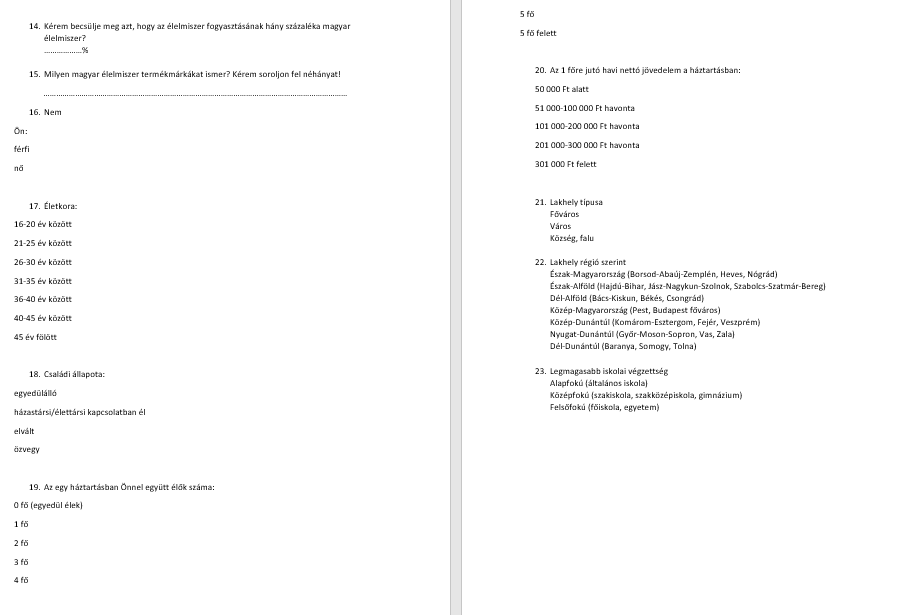 14. Kérem becsülje meg azt, hogy az élelmiszer fogyasztásának hány százaléka magyar
élelmiszer?
.................%
15. Milyen magyar élelmiszer termékmárkákat ismer? Kérem soroljon fel néhányat!
.......................................................................................................................................
16. Nem
Ön:
férfi
nő
17. Életkora:
16-20 év között
21-25 év között
26-30 év között
31-35 év között
36-40 év között
40-45 év között
45 év fölött
18. Családi állapota:
egyedülálló
házastársi/élettársi kapcsolatban él
elvált
özvegy
19. Az egy háztartásban Önnel együtt élők száma:
0 fő (egyedül élek)
1 fő
2 fő
3 fő
4 fő
5 fő
5 fő felett
20. Az 1 főre jutó havi nettó jövedelem a háztartásban:
50 000 Ft alatt
51 000-100 000 Ft havonta
101 000-200 000 Ft havonta
201 000-300 000 Ft havonta
301 000 Ft felett
21. Lakhely típusa
Főváros
Város
Község, falu
22. Lakhely régió szerint
Észak-Magyarország (Borsod-Abaúj-Zemplén, Heves, Nógrád)
Észak-Alföld (Hajdú-Bihar, Jász-Nagykun-Szolnok, Szabolcs-Szatmár-Bereg)
Dél-Alföld (Bács-Kiskun, Békés, Csongrád)
Közép-Magyarország (Pest, Budapest főváros)
Közép-Dunántúl (Komárom-Esztergom, Fejér, Veszprém)
Nyugat-Dunántúl (Győr-Moson-Sopron, Vas, Zala)
Dél-Dunántúl (Baranya, Somogy, Tolna)
23. Legmagasabb iskolai végzettség
Alapfokú (általános iskola)
Középfokú (szakiskola, szakközépiskola, gimnázium)
Felsőfokú (főiskola, egyetem)